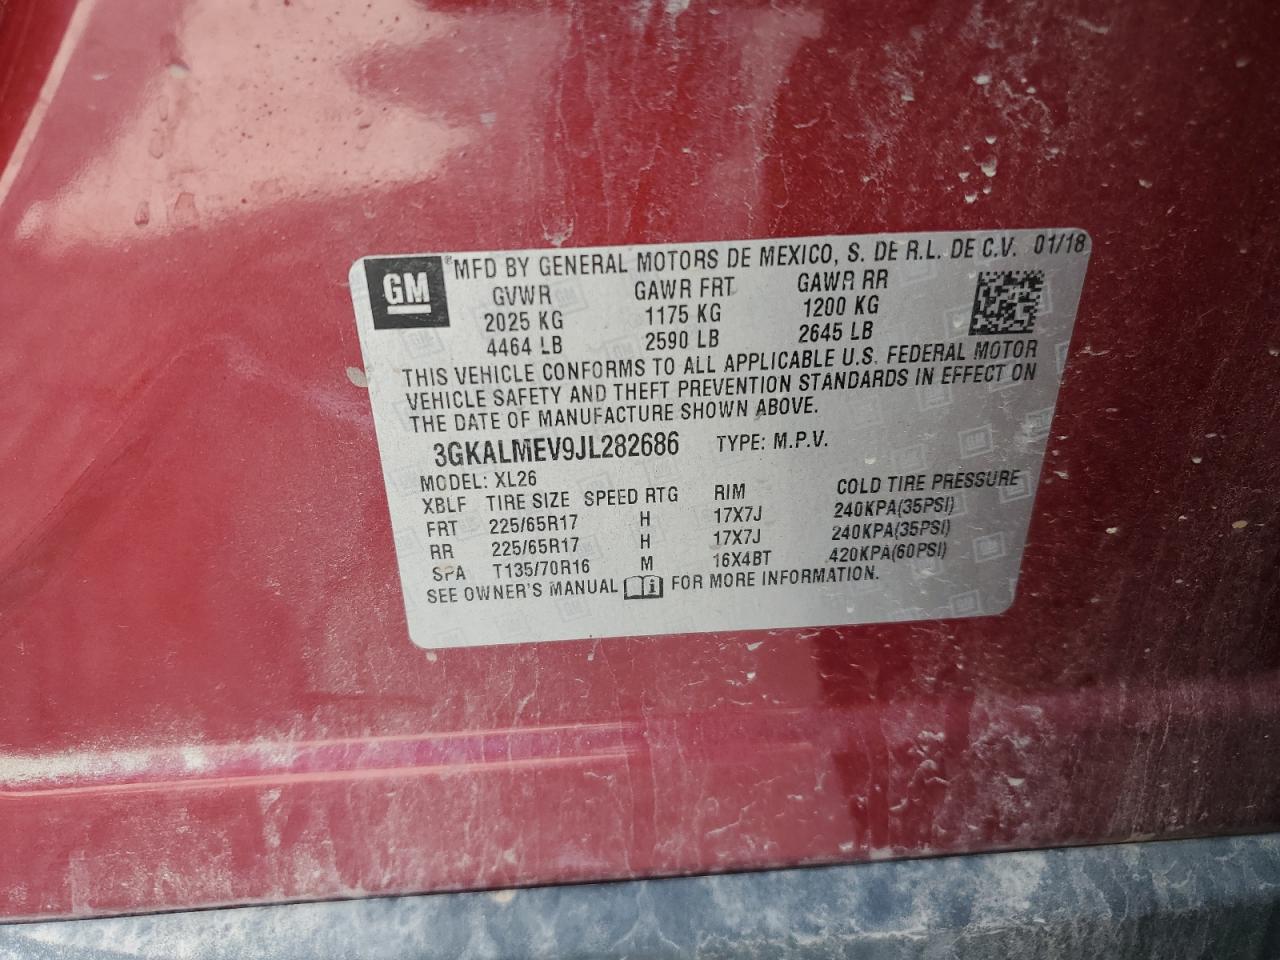 GM ® MFD BY GENERAL MOTORS DE MEXICO, S. DE R.L. DE C.V. 01/18
GVWR GAWR FRT GAWR RR
2025 KG 1175 KG 1200 KG
4464 LB 2590 LB 2645 LB
THIS VEHICLE CONFORMS TO ALL APPLICABLE U.S. FEDERAL MOTOR
VEHICLE SAFETY AND THEFT PREVENTION STANDARDS IN EFFECT ON
THE DATE OF MANUFACTURE SHOWN ABOVE.
3GKALMEV9JL282686 TYPE: M.P.V.
MODEL: XL26
XBLF TIRE SIZE SPEED RTG RIM COLD TIRE PRESSURE
FRT 225/65R17 H 17X7J 240KPA(35PSI)
RR 225/65R17 H 17X7J 240KPA(35PSI)
SPA T135/70R16 M 16X4BT 420KPA(60PSI)
SEE OWNER'S MANUAL i FOR MORE INFORMATION.